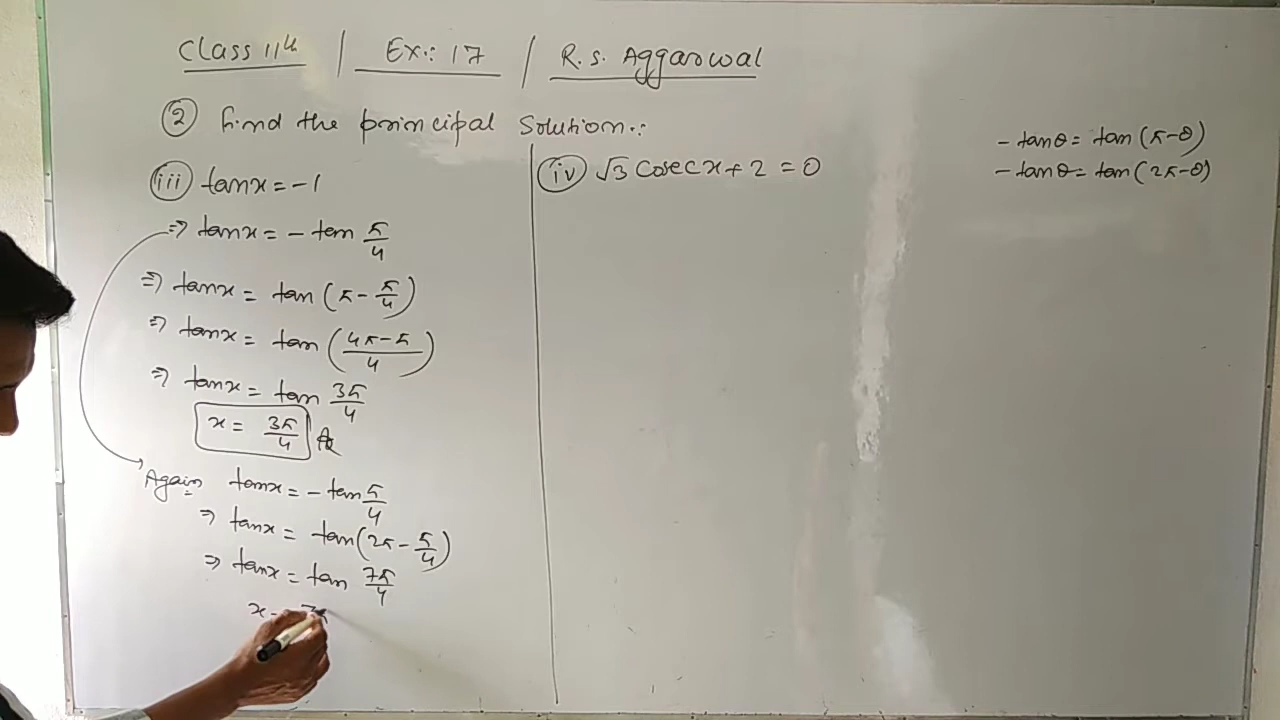 Class 11th / Ex.: 17 / R. S. Aggarwal
② Find the principal Solution.:
(iii) tanx = -1
⇒ tanx = - tan π/4
⇒ tanx = tan (π - π/4)
⇒ tanx = tan ((4π - π)/4)
⇒ tanx = tan 3π/4
x = 3π/4
Again tanx = - tan π/4
⇒ tanx = tan (2π - π/4)
⇒ tanx = tan 7π/4
x = 7π
(iv) √3 Cosec x + 2 = 0
- tanθ = tan (π - θ)
- tanθ = tan (2π - θ)